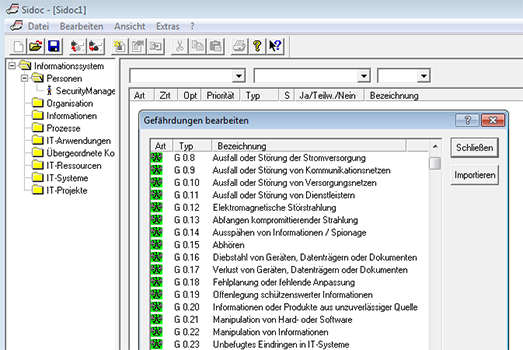 Sidoc - [Sidoc1]
Datei Bearbeiten Ansicht Extras ?
Informationssystem
Personen
SecurityManage
Organisation
Informationen
Prozesse
IT-Anwendungen
Übergeordnete Ko
IT-Ressourcen
IT-Systeme
IT-Projekte
Art Zrt Opt Priorität Typ S Ja/Teilw./Nein Bezeichnung
Gefährdungen bearbeiten
Art Typ Bezeichnung
G 0.8 Ausfall oder Störung der Stromversorgung
G 0.9 Ausfall oder Störung von Kommunikationsnetzen
G 0.10 Ausfall oder Störung von Versorgungsnetzen
G 0.11 Ausfall oder Störung von Dienstleistern
G 0.12 Elektromagnetische Störstrahlung
G 0.13 Abfangen kompromittierender Strahlung
G 0.14 Ausspähen von Informationen / Spionage
G 0.15 Abhören
G 0.16 Diebstahl von Geräten, Datenträgern oder Dokumenten
G 0.17 Verlust von Geräten, Datenträgern oder Dokumenten
G 0.18 Fehlplanung oder fehlende Anpassung
G 0.19 Offenlegung schützenswerter Informationen
G 0.20 Informationen oder Produkte aus unzuverlässiger Quelle
G 0.21 Manipulation von Hard- oder Software
G 0.22 Manipulation von Informationen
G 0.23 Unbefugtes Eindringen in IT-Systeme
Schließen
Importieren